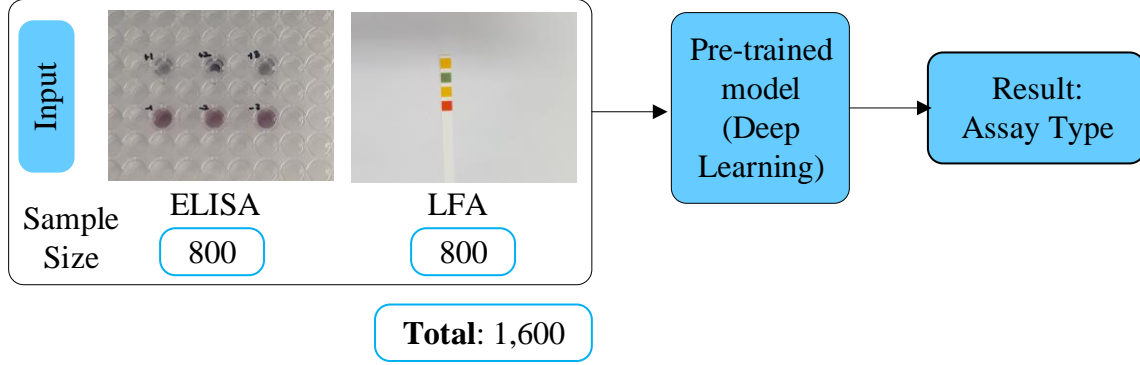 Input
ELISA
LFA
Sample
Size
800
800
Total: 1,600
Pre-trained
model
(Deep
Learning)
Result:
Assay Type